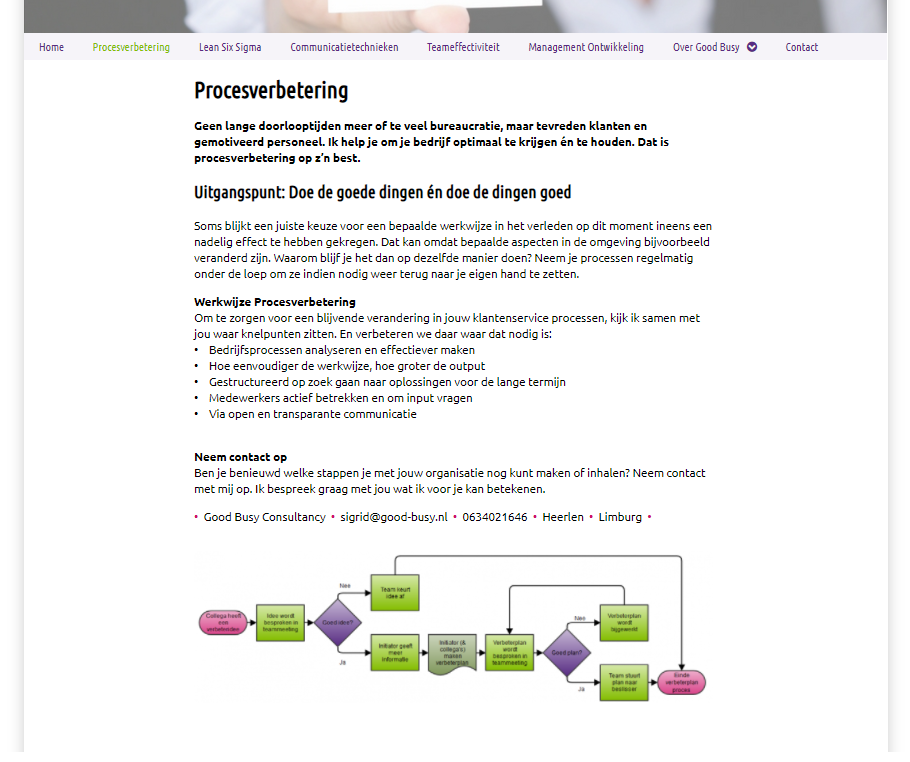 Home Procesverbetering Lean Six Sigma Communicatietechnieken Teameffectiviteit Management Ontwikkeling Over Good Busy Contact
Procesverbetering
Geen lange doorlooptijden meer of te veel bureaucratie, maar tevreden klanten en
gemotiveerd personeel. Ik help je om je bedrijf optimaal te krijgen én te houden. Dat is
procesverbetering op z'n best.
Uitgangspunt: Doe de goede dingen én doe de dingen goed
Soms blijkt een juiste keuze voor een bepaalde werkwijze in het verleden op dit moment ineens een
nadelig effect te hebben gekregen. Dat kan omdat bepaalde aspecten in de omgeving bijvoorbeeld
veranderd zijn. Waarom blijf je het dan op dezelfde manier doen? Neem je processen regelmatig
onder de loep om ze indien nodig weer terug naar je eigen hand te zetten.
Werkwijze Procesverbetering
Om te zorgen voor een blijvende verandering in jouw klantenservice processen, kijk ik samen met
jou waar knelpunten zitten. En verbeteren we daar waar dat nodig is:
• Bedrijfsprocessen analyseren en effectiever maken
• Hoe eenvoudiger de werkwijze, hoe groter de output
• Gestructureerd op zoek gaan naar oplossingen voor de lange termijn
• Medewerkers actief betrekken en om input vragen
• Via open en transparante communicatie
Neem contact op
Ben je benieuwd welke stappen je met jouw organisatie nog kunt maken of inhalen? Neem contact
met mij op. Ik bespreek graag met jou wat ik voor je kan betekenen.
• Good Busy Consultancy • sigrid@good-busy.nl • 0634021646 • Heerlen • Limburg •
Collega heeft
een
verbeteridee
Idee wordt
besproken in
teammeeting
Goed idee?
Nee
Team keurt
idee af
Ja
Initiator geeft
meer
informatie
Initiator (&
collega's)
maken
verbeterplan
Verbeterplan
wordt
besproken in
teammeeting
Goed plan?
Nee
Verbeterplan
wordt
bijgewerkt
Ja
Team stuurt
plan naar
beslisser
Einde
verbeterplan
proces